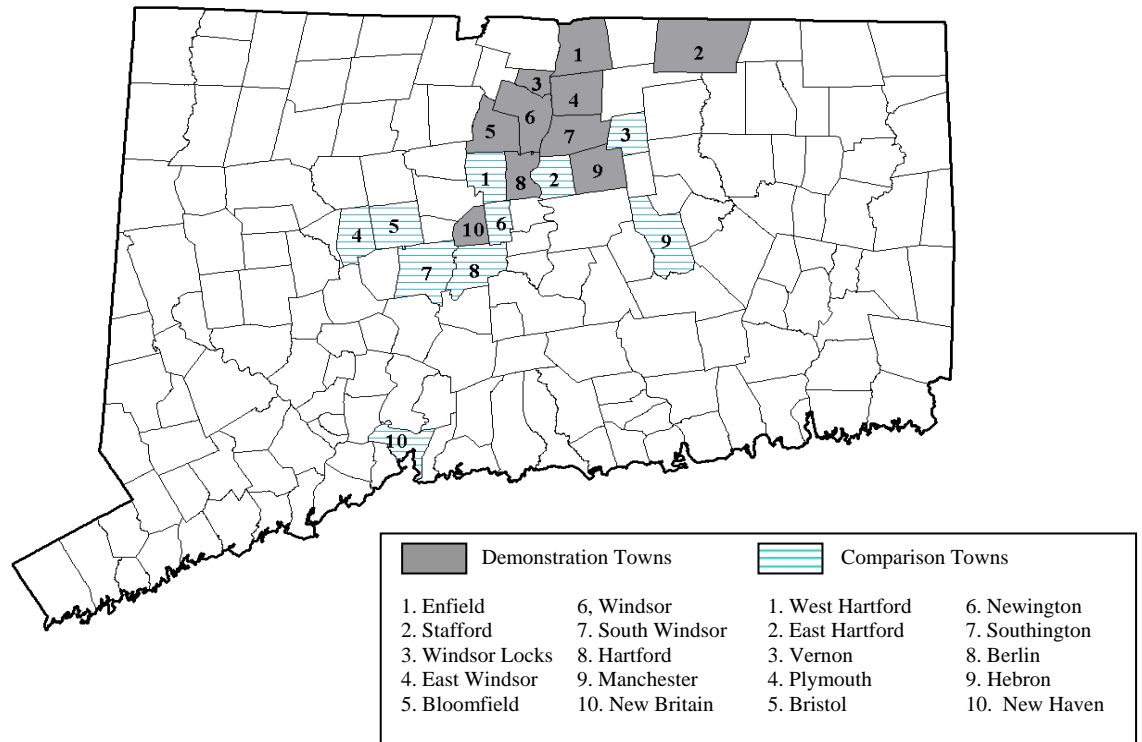 1
2
3
4
6
5
7
3
1
8
2
9
4
5
10
6
9
7
8
10
Demonstration Towns
Comparison Towns
1. Enfield 6, Windsor 1. West Hartford 6. Newington
2. Stafford 7. South Windsor 2. East Hartford 7. Southington
3. Windsor Locks 8. Hartford 3. Vernon 8. Berlin
4. East Windsor 9. Manchester 4. Plymouth 9. Hebron
5. Bloomfield 10. New Britain 5. Bristol 10. New Haven